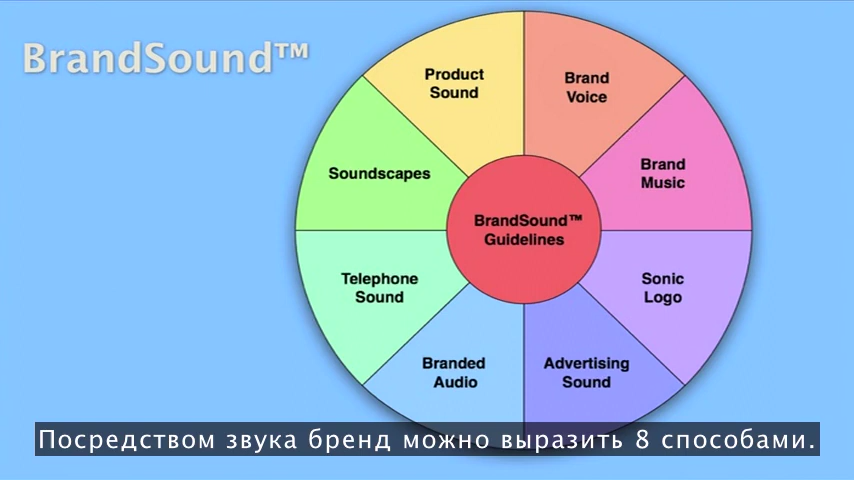 BrandSound™
Product
Sound
Brand
Voice
Soundscapes
Brand
Music
BrandSound™
Guidelines
Telephone
Sound
Sonic
Logo
Branded
Audio
Advertising
Sound
Посредством звука бренд можно выразить 8 способами.